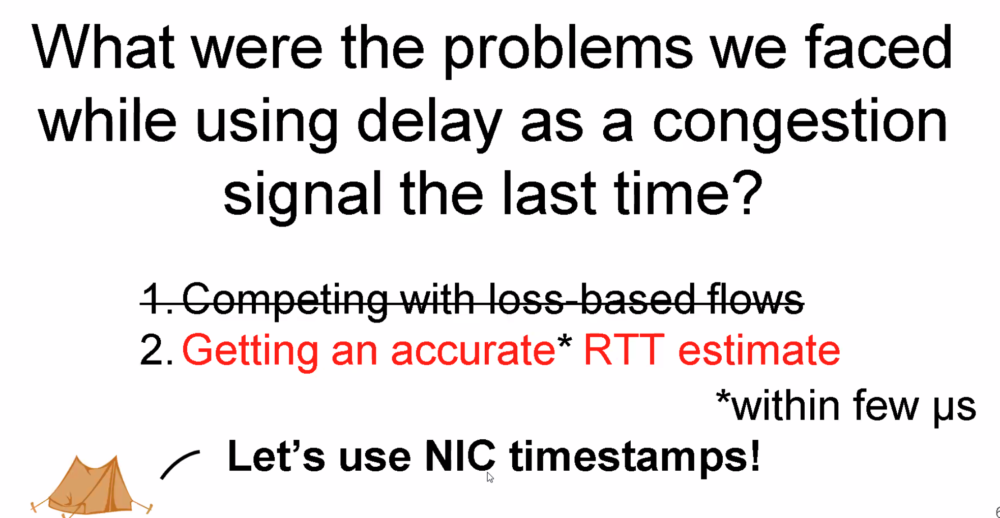 What were the problems we faced
while using delay as a congestion
signal the last time?
1. Competing with loss-based flows
2. Getting an accurate* RTT estimate
*within few µs
Let’s use NIC timestamps!